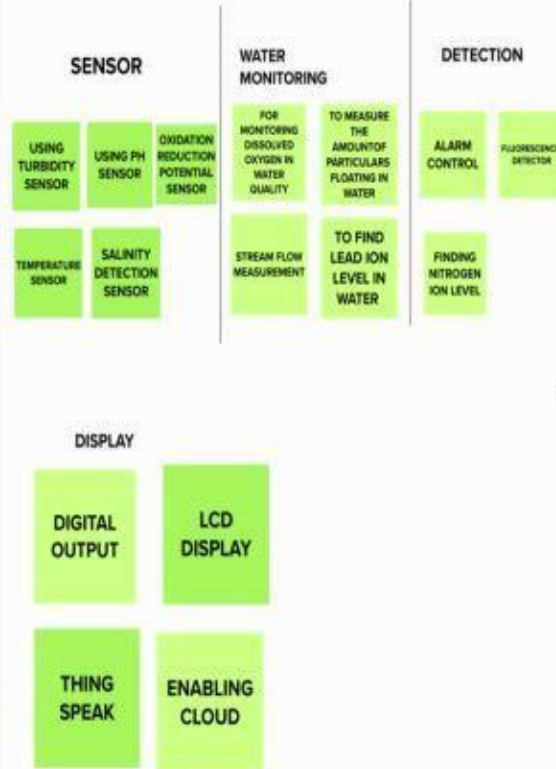 SENSOR
USING
TURBIDITY
SENSOR
USING PH
SENSOR
OXIDATION
REDUCTION
POTENTIAL
SENSOR
TEMPERATURE
SENSOR
SALINITY
DETECTION
SENSOR
WATER
MONITORING
FOR
MONITORING
DISSOLVED
OXYGEN IN
WATER
QUALITY
TO MEASURE
THE
AMOUNTOF
PARTICULARS
FLOATING IN
WATER
STREAM FLOW
MEASUREMENT
TO FIND
LEAD ION
LEVEL IN
WATER
DETECTION
ALARM
CONTROL
FLUORESCENCE
DETECTOR
FINDING
NITROGEN
ION LEVEL
DISPLAY
DIGITAL
OUTPUT
LCD
DISPLAY
THING
SPEAK
ENABLING
CLOUD